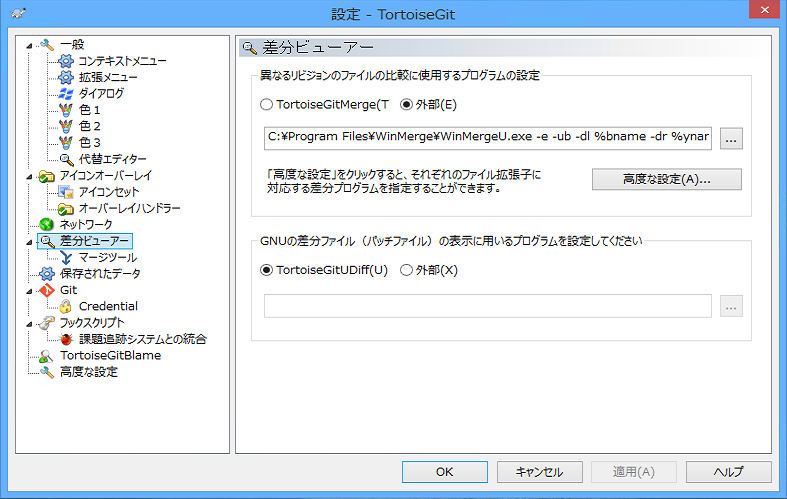 設定 - TortoiseGit
一般
コンテキストメニュー
拡張メニュー
ダイアログ
色 1
色 2
色 3
代替エディター
アイコンオーバーレイ
アイコンセット
オーバーレイハンドラー
ネットワーク
差分ビューアー
マージツール
保存されたデータ
Git
Credential
フックスクリプト
課題追跡システムとの統合
TortoiseGitBlame
高度な設定
差分ビューアー
異なるリビジョンのファイルの比較に使用するプログラムの設定
TortoiseGitMerge(T 外部(E)
C:¥Program Files¥WinMerge¥WinMergeU.exe -e -ub -dl %bname -dr %ynar
...
「高度な設定」をクリックすると、それぞれのファイル拡張子に
対応する差分プログラムを指定することができます。
高度な設定(A)...
GNUの差分ファイル（パッチファイル）の表示に用いるプログラムを設定してください
TortoiseGitUDiff(U) 外部(X)
...
OK キャンセル 適用(A) ヘルプ